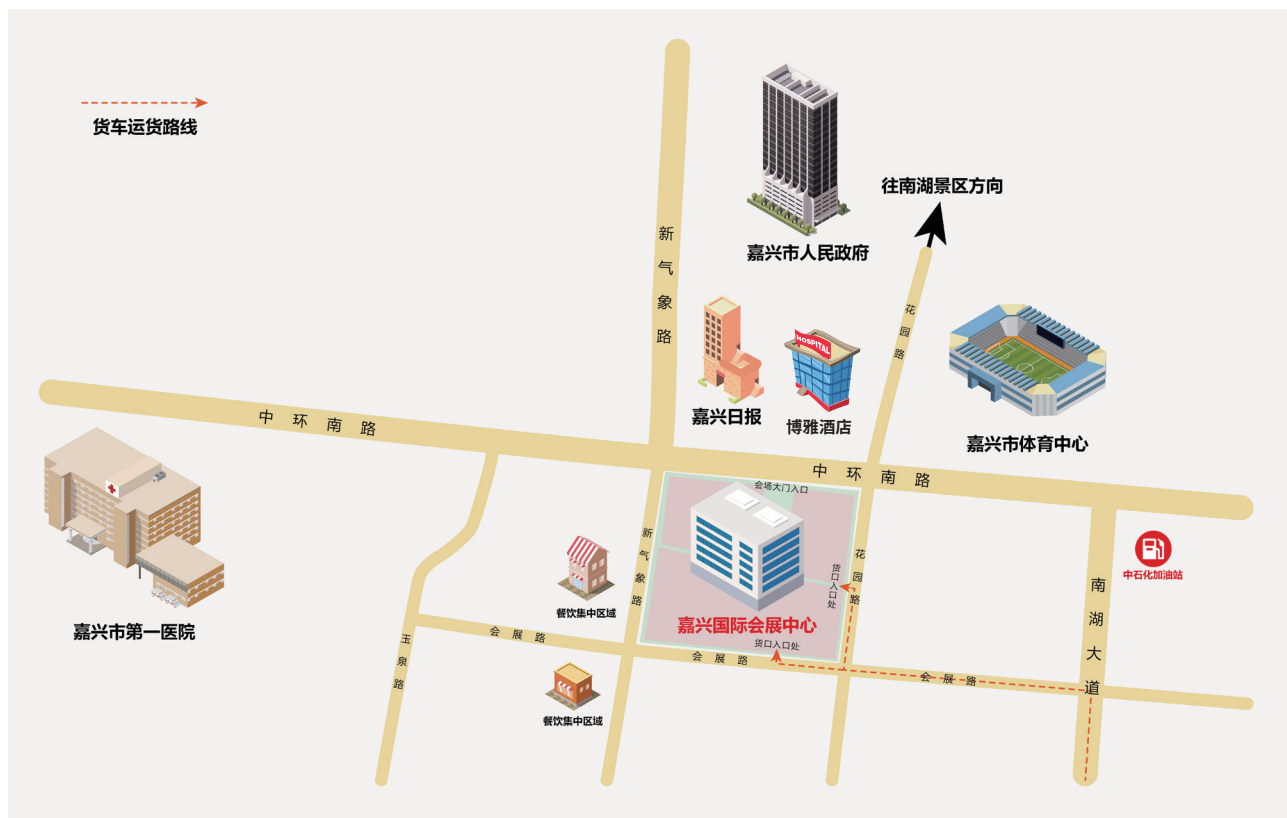 货车运货路线
往南湖景区方向
新气象路
嘉兴市人民政府
花园路
HOSPITAL
嘉兴日报
博雅酒店
嘉兴市体育中心
中环南路
中环南路
会场大门入口
新气象路
花园路
货口入口处
中石化加油站
南湖大道
餐饮集中区域
嘉兴国际会展中心
嘉兴市第一医院
会展路
货口入口处
玉泉路
会展路
会展路
餐饮集中区域